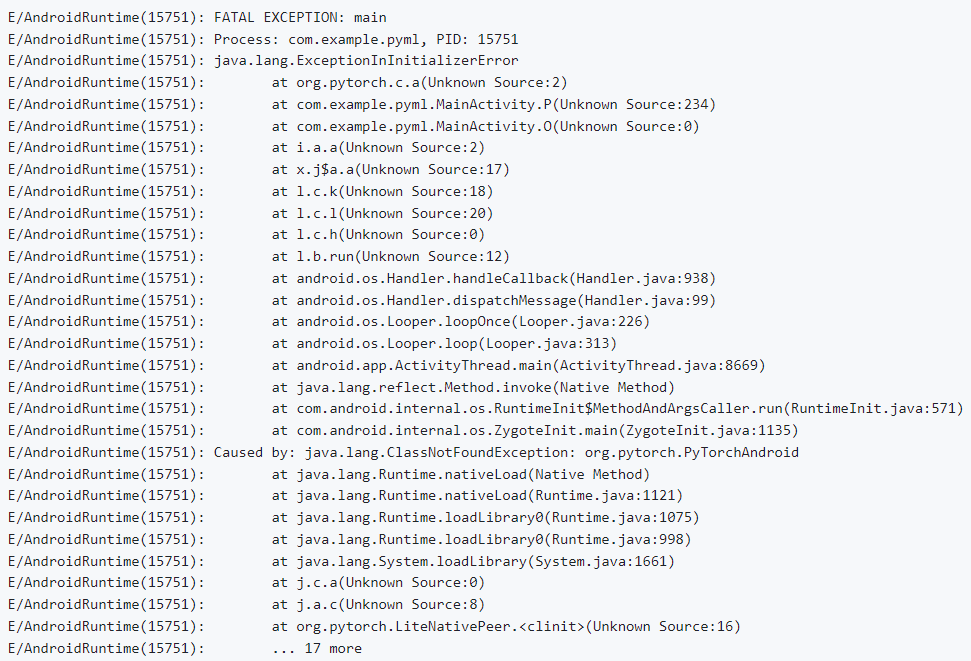 E/AndroidRuntime(15751): FATAL EXCEPTION: main
E/AndroidRuntime(15751): Process: com.example.pyml, PID: 15751
E/AndroidRuntime(15751): java.lang.ExceptionInInitializerError
E/AndroidRuntime(15751): at org.pytorch.c.a(Unknown Source:2)
E/AndroidRuntime(15751): at com.example.pyml.MainActivity.P(Unknown Source:234)
E/AndroidRuntime(15751): at com.example.pyml.MainActivity.O(Unknown Source:0)
E/AndroidRuntime(15751): at i.a.a(Unknown Source:2)
E/AndroidRuntime(15751): at x.j$a.a(Unknown Source:17)
E/AndroidRuntime(15751): at l.c.k(Unknown Source:18)
E/AndroidRuntime(15751): at l.c.l(Unknown Source:20)
E/AndroidRuntime(15751): at l.c.h(Unknown Source:0)
E/AndroidRuntime(15751): at l.b.run(Unknown Source:12)
E/AndroidRuntime(15751): at android.os.Handler.handleCallback(Handler.java:938)
E/AndroidRuntime(15751): at android.os.Handler.dispatchMessage(Handler.java:99)
E/AndroidRuntime(15751): at android.os.Looper.loopOnce(Looper.java:226)
E/AndroidRuntime(15751): at android.os.Looper.loop(Looper.java:313)
E/AndroidRuntime(15751): at android.app.ActivityThread.main(ActivityThread.java:8669)
E/AndroidRuntime(15751): at java.lang.reflect.Method.invoke(Native Method)
E/AndroidRuntime(15751): at com.android.internal.os.RuntimeInit$MethodAndArgsCaller.run(RuntimeInit.java:571)
E/AndroidRuntime(15751): at com.android.internal.os.ZygoteInit.main(ZygoteInit.java:1135)
E/AndroidRuntime(15751): Caused by: java.lang.ClassNotFoundException: org.pytorch.PyTorchAndroid
E/AndroidRuntime(15751): at java.lang.Runtime.nativeLoad(Native Method)
E/AndroidRuntime(15751): at java.lang.Runtime.nativeLoad(Runtime.java:1121)
E/AndroidRuntime(15751): at java.lang.Runtime.loadLibrary0(Runtime.java:1075)
E/AndroidRuntime(15751): at java.lang.Runtime.loadLibrary0(Runtime.java:998)
E/AndroidRuntime(15751): at java.lang.System.loadLibrary(System.java:1661)
E/AndroidRuntime(15751): at j.c.a(Unknown Source:0)
E/AndroidRuntime(15751): at j.a.c(Unknown Source:8)
E/AndroidRuntime(15751): at org.pytorch.LiteNativePeer.<clinit>(Unknown Source:16)
E/AndroidRuntime(15751): ... 17 more